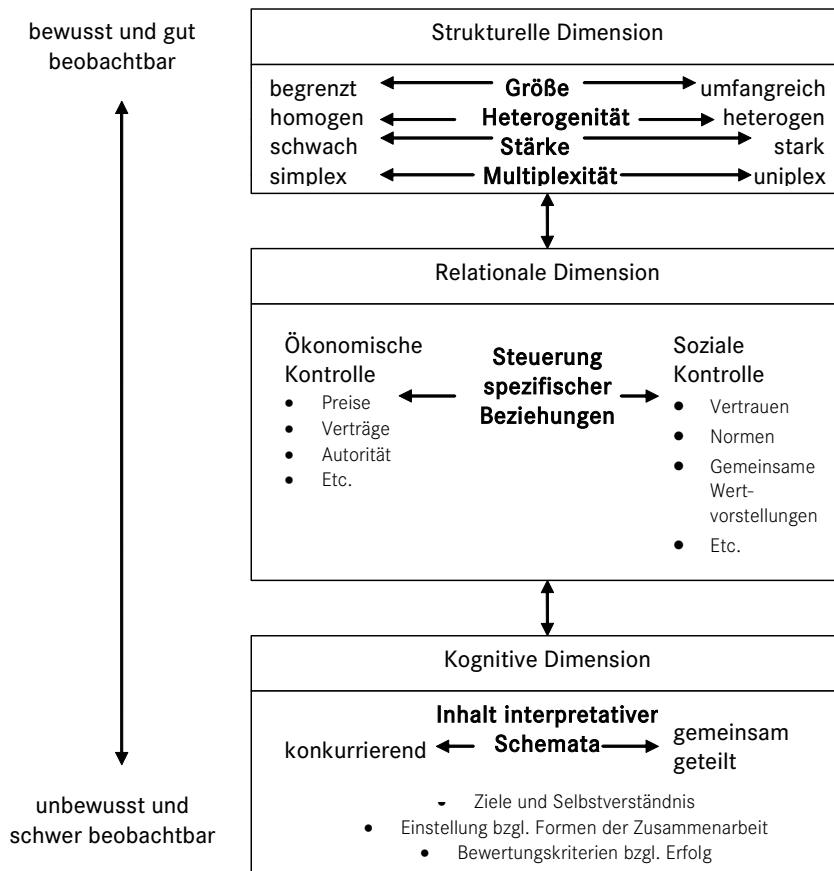 bewusst und gut
beobachtbar
Strukturelle Dimension
begrenzt Größe umfangreich
homogen Heterogenität heterogen
schwach Stärke stark
simplex Multiplexität uniplex
Relationale Dimension
Ökonomische
Kontrolle
• Preise
• Verträge
• Autorität
• Etc.
Steuerung
spezifischer
Beziehungen
Soziale
Kontrolle
• Vertrauen
• Normen
• Gemeinsame
Wert-
vorstellungen
• Etc.
Kognitive Dimension
konkurrierend
Inhalt interpretativer
Schemata
gemeinsam
geteilt
• Ziele und Selbstverständnis
• Einstellung bzgl. Formen der Zusammenarbeit
• Bewertungskriterien bzgl. Erfolg
unbewusst und
schwer beobachtbar